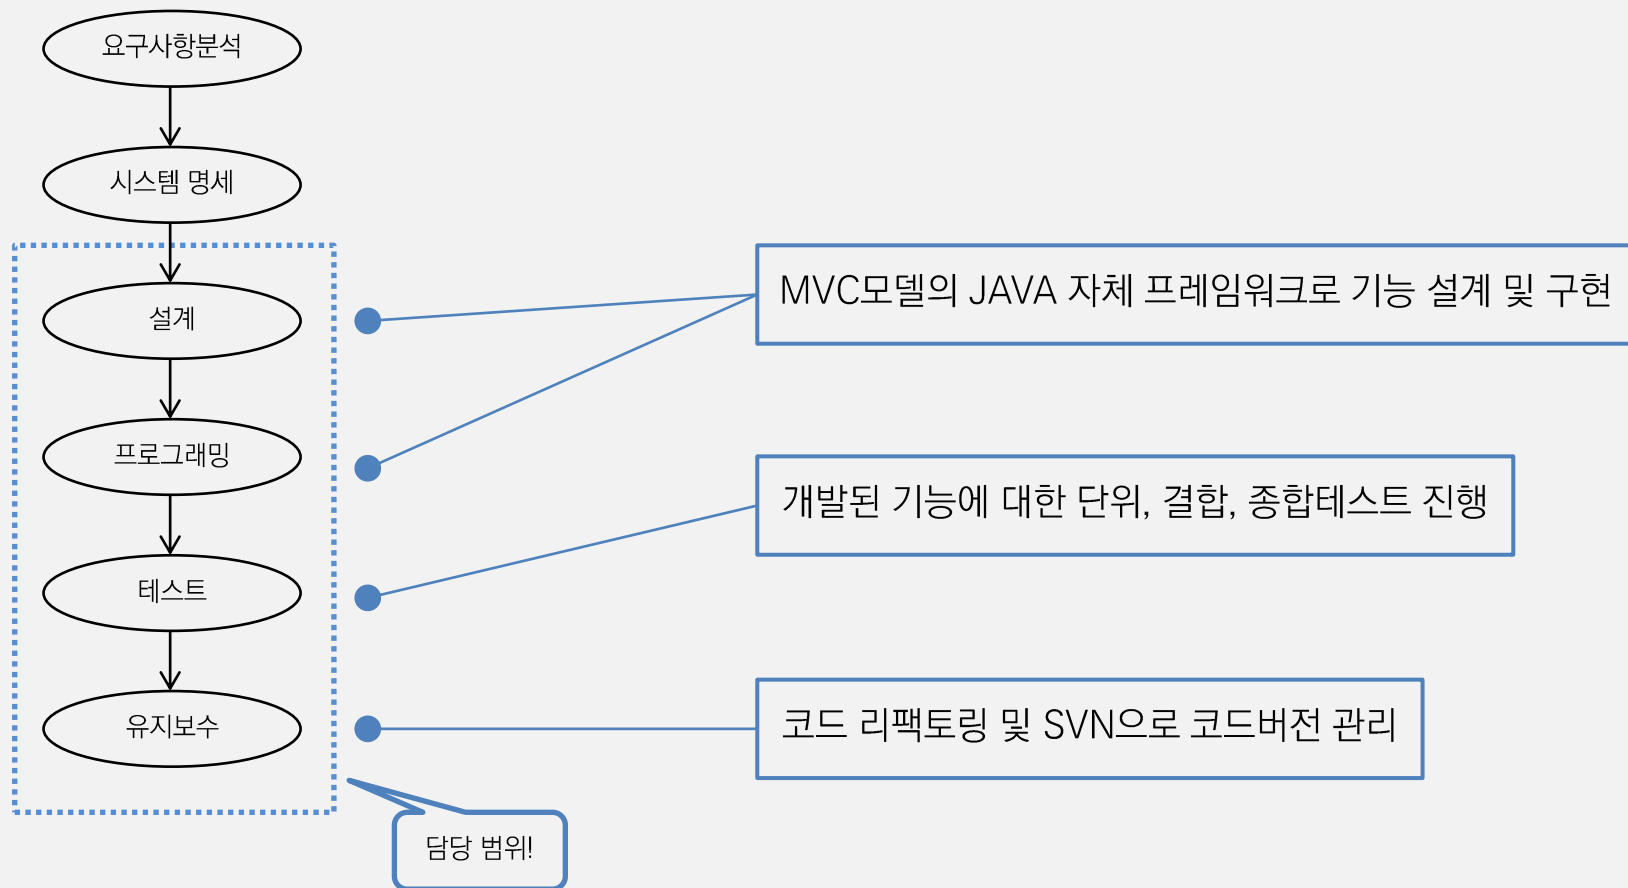 요구사항분석
시스템 명세
설계
프로그래밍
테스트
유지보수
담당 범위!
MVC모델의 JAVA 자체 프레임워크로 기능 설계 및 구현
개발된 기능에 대한 단위, 결합, 종합테스트 진행
코드 리팩토링 및 SVN으로 코드버전 관리